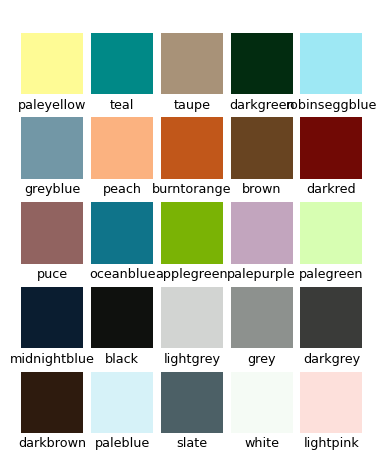 paleyellow teal taupe darkgreen robinseggblue
greyblue peach burntorange brown darkred
puce oceanblue applegreen palepurple palegreen
midnightblue black lightgrey grey darkgrey
darkbrown paleblue slate white lightpink